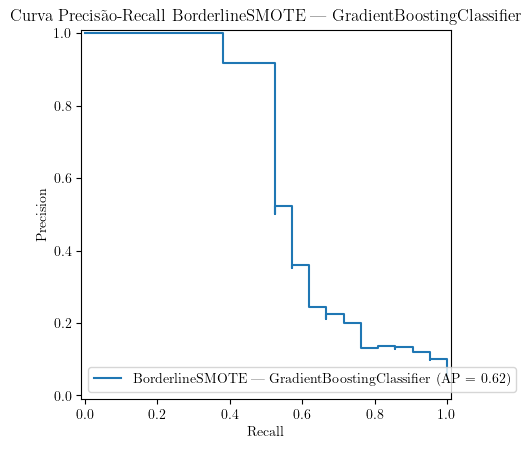 Curva Precisão-Recall BorderlineSMOTE — GradientBoostingClassifier
1.0
0.8
0.6
0.4
0.2
0.0
Precision
BorderlineSMOTE — GradientBoostingClassifier (AP = 0.62)
0.0 0.2 0.4 0.6 0.8 1.0
Recall